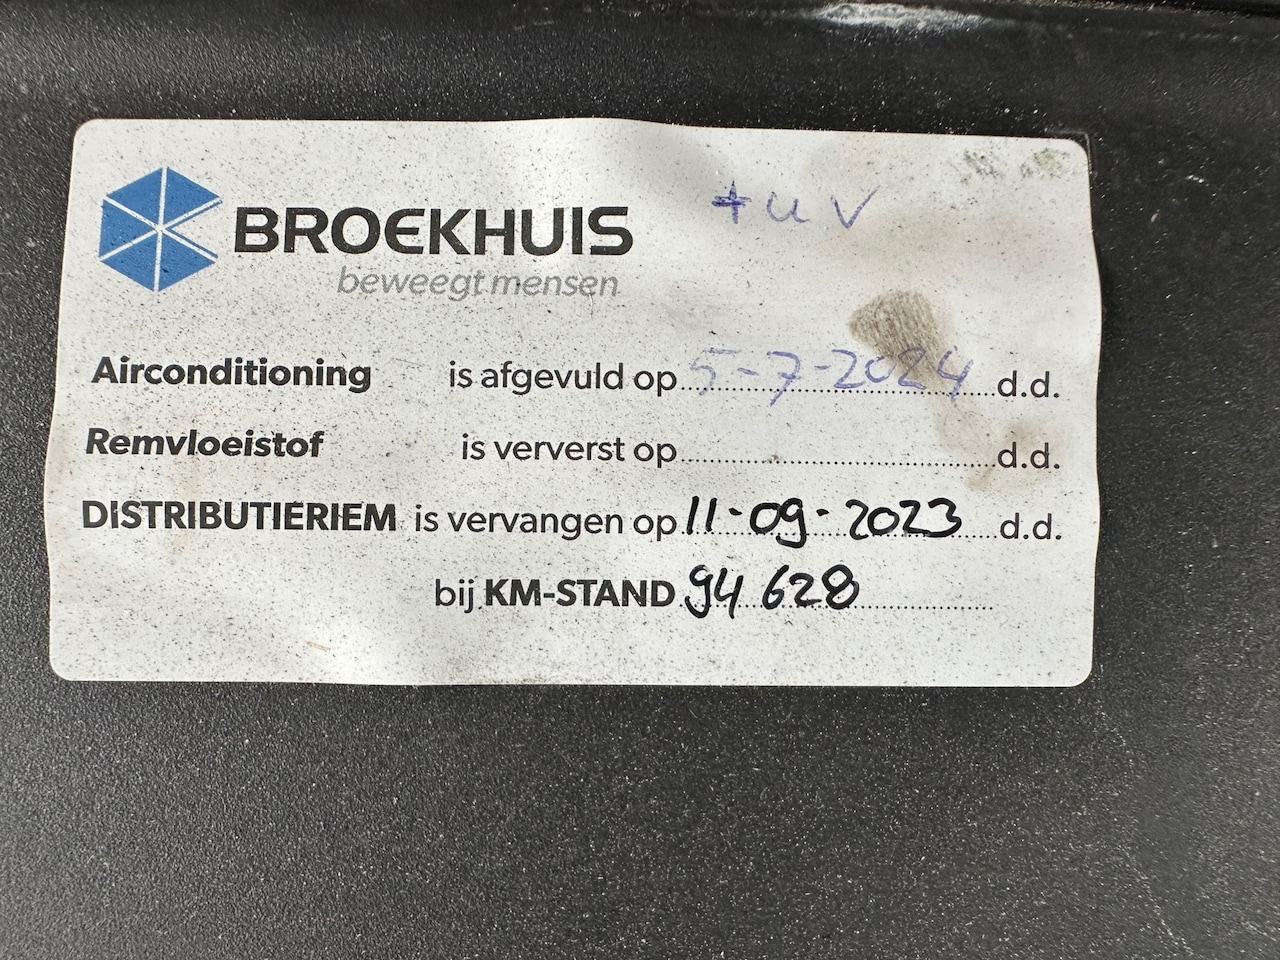 BROEKHUIS
+ u v
beweegt mensen
Airconditioning is afgevuld op 5-7-2024 d.d.
Remvloeistof is ververst op d.d.
DISTRIBUTIERIEM is vervangen op 11-09-2023 d.d.
bij KM-STAND 94 628